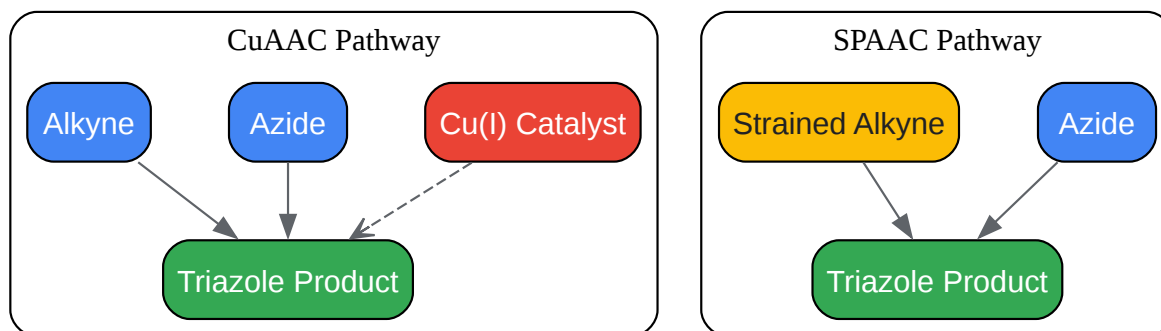 CuAAC Pathway
Alkyne
Azide
Cu(I) Catalyst
Triazole Product
SPAAC Pathway
Strained Alkyne
Azide
Triazole Product